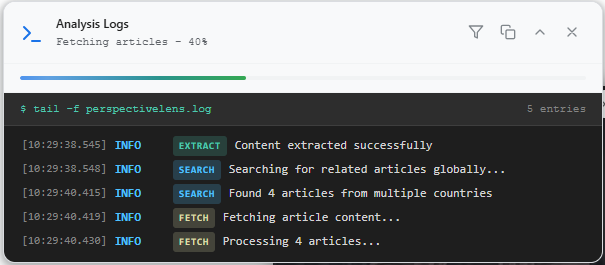 Analysis Logs
Fetching articles - 40%
$ tail -f perspectivelens.log 5 entries
[10:29:38.545] INFO EXTRACT Content extracted successfully
[10:29:38.548] INFO SEARCH Searching for related articles globally...
[10:29:40.415] INFO SEARCH Found 4 articles from multiple countries
[10:29:40.419] INFO FETCH Fetching article content...
[10:29:40.430] INFO FETCH Processing 4 articles...